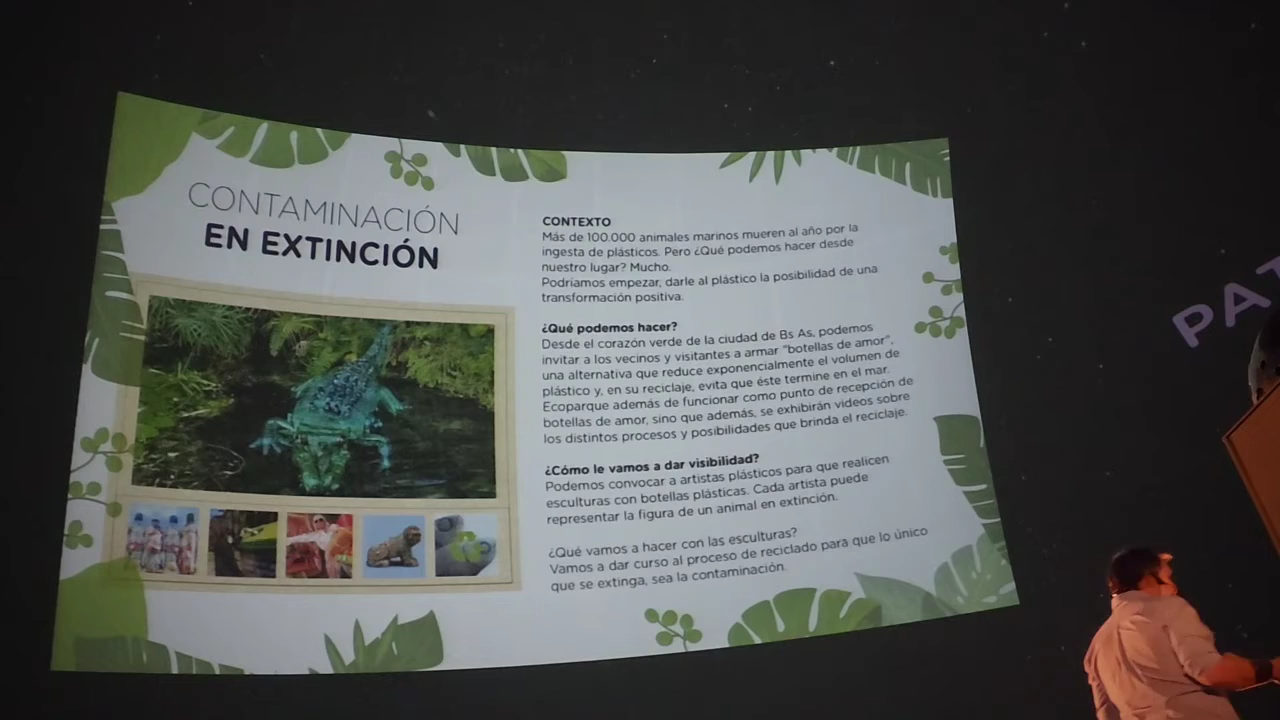 CONTAMINACIÓN
EN EXTINCIÓN
CONTEXTO
Más de 100.000 animales marinos mueren al año por la
ingesta de plásticos. Pero ¿Qué podemos hacer desde
nuestro lugar? Mucho.
Podríamos empezar, darle al plástico la posibilidad de una
transformación positiva.
¿Qué podemos hacer?
Desde el corazón verde de la ciudad de Bs As, podemos
invitar a los vecinos y visitantes a armar "botellas de amor",
una alternativa que reduce exponencialmente el volumen de
plástico y, en su reciclaje, evita que éste termine en el mar.
Ecoparque además de funcionar como punto de recepción de
botellas de amor, sino que además, se exhibirán videos sobre
los distintos procesos y posibilidades que brinda el reciclaje.
¿Cómo le vamos a dar visibilidad?
Podemos convocar a artistas plásticos para que realicen
esculturas con botellas plásticas. Cada artista puede
representar la figura de un animal en extinción.
¿Qué vamos a hacer con las esculturas?
Vamos a dar curso al proceso de reciclado para que lo único
que se extinga, sea la contaminación.